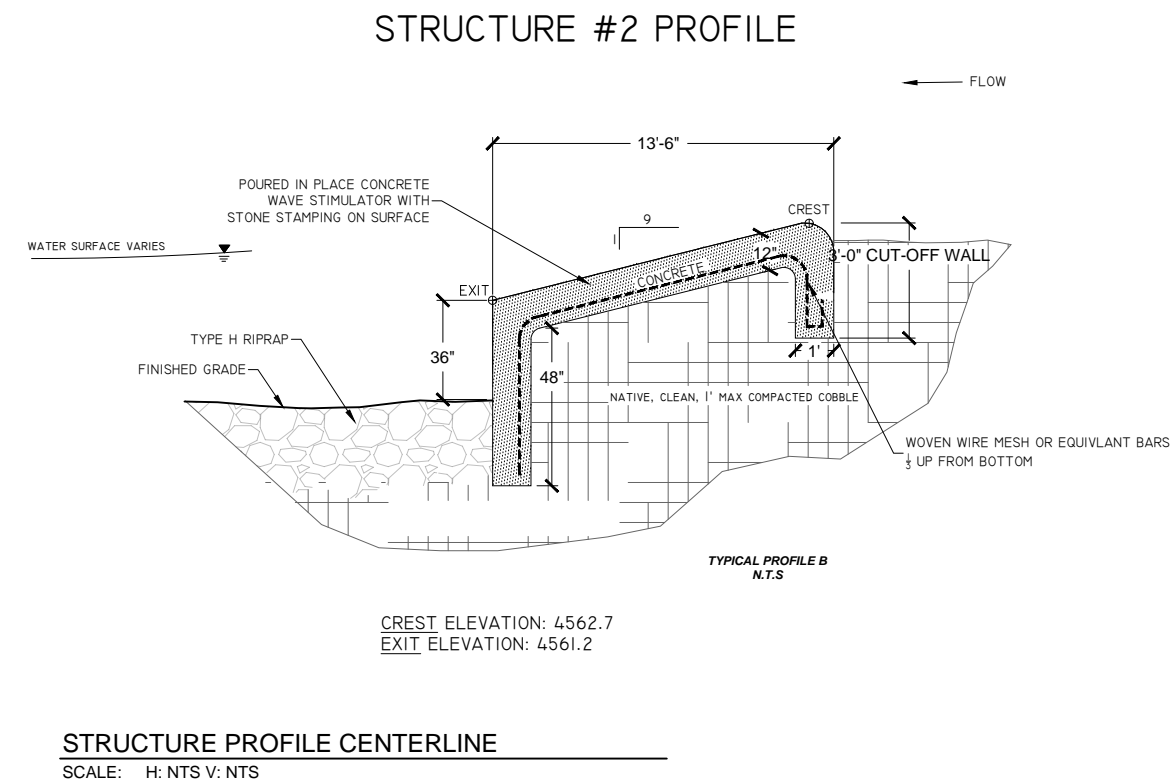 STRUCTURE #2 PROFILE
FLOW
13'-6"
POURED IN PLACE CONCRETE
WAVE STIMULATOR WITH
STONE STAMPING ON SURFACE
CREST
9
1
WATER SURFACE VARIES
12"
3'-0" CUT-OFF WALL
CONCRETE
EXIT
TYPE H RIPRAP
36"
1'
FINISHED GRADE
48"
NATIVE, CLEAN, 1' MAX COMPACTED COBBLE
WOVEN WIRE MESH OR EQUIVLANT BARS
1/3 UP FROM BOTTOM
TYPICAL PROFILE B
N.T.S
CREST ELEVATION: 4562.7
EXIT ELEVATION: 4561.2
STRUCTURE PROFILE CENTERLINE
SCALE: H: NTS V: NTS